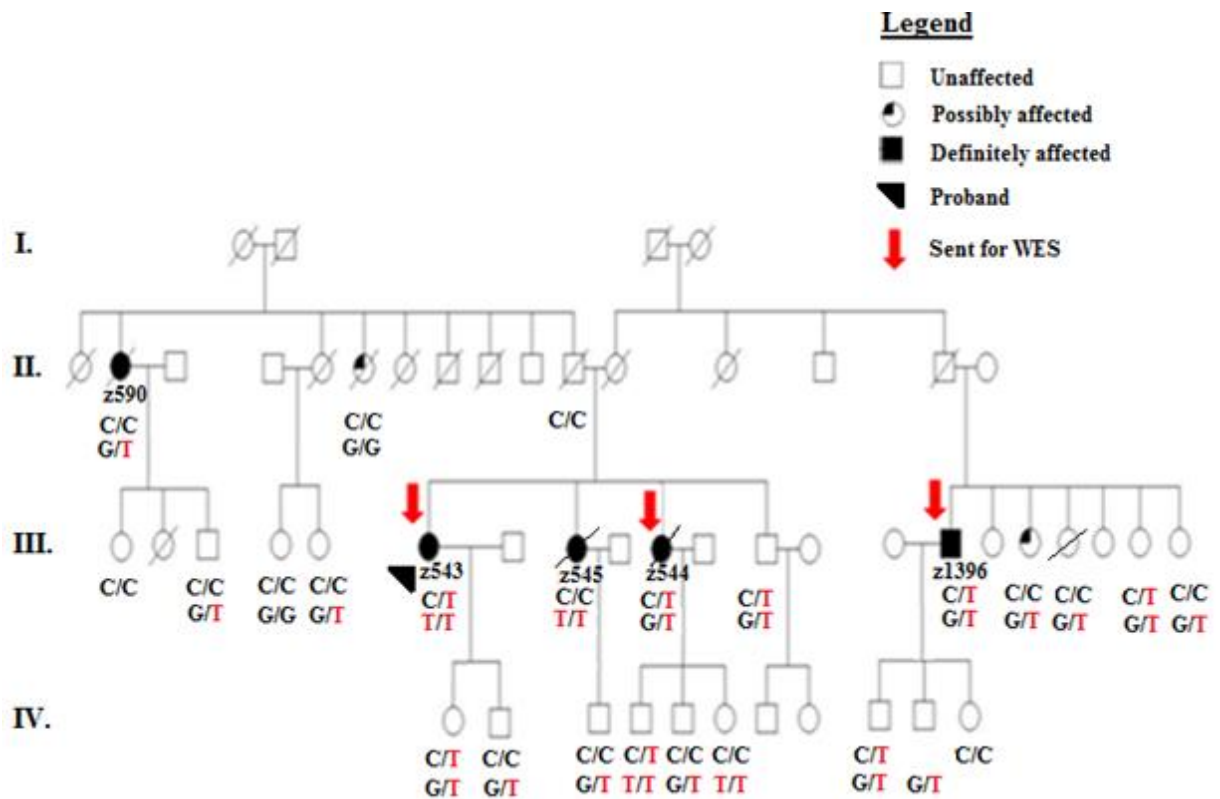 Legend
Unaffected
Possibly affected
Definitely affected
Proband
Sent for WES
I.
II.
z590
C/C
G/T
C/C
G/G
C/C
III.
z543
z545
z544
z1396
C/C
C/C
G/T
C/C
G/G
C/C
G/T
C/T
T/T
C/C
T/T
C/T
G/T
C/T
G/T
C/T
G/T
C/C
G/T
C/C
G/T
C/T
G/T
C/C
G/T
IV.
C/T
G/T
C/C
G/T
C/C
G/T
C/T
T/T
C/C
G/T
C/C
T/T
C/T
G/T
G/T
C/C